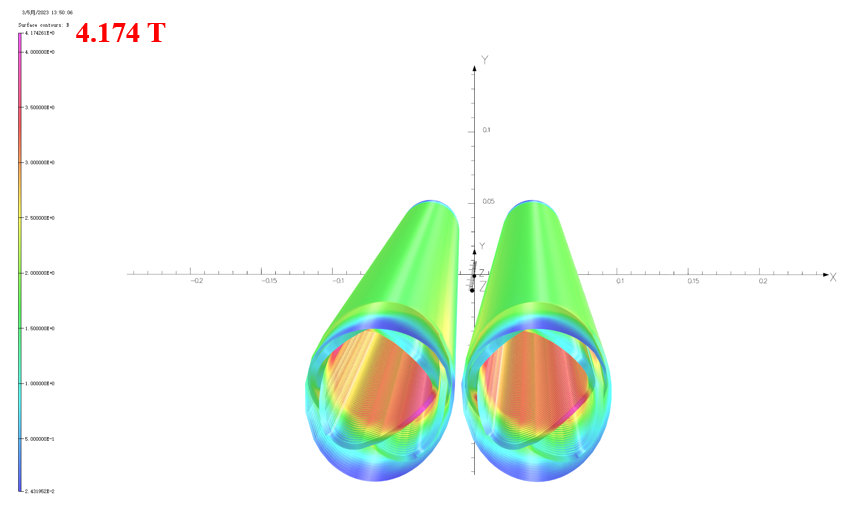 3/5月/2023 13:50:06
Surface contours: B
4.174 T
4.174261E+0
4.000000E+0
3.500000E+0
3.000000E+0
2.500000E+0
2.000000E+0
1.500000E+0
1.000000E+0
5.000000E-1
2.431952E-2
Y
0.1
0.05
Y
Z
Z
-0.2
-0.15
-0.1
0.1
0.15
0.2
X